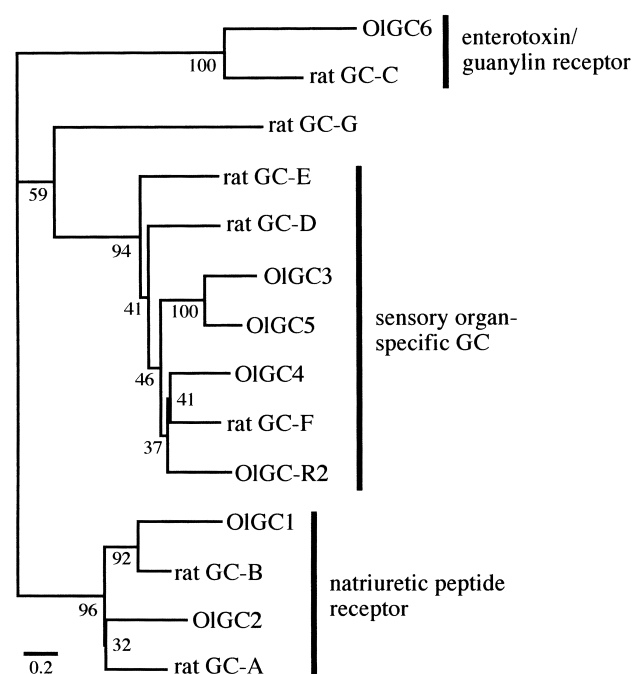 OlGC6
enterotoxin/
guanylin receptor
100
rat GC-C
rat GC-G
59
rat GC-E
94
rat GC-D
41
OlGC3
100
OlGC5
sensory organ-
specific GC
46
OlGC4
41
rat GC-F
37
OlGC-R2
OlGC1
92
rat GC-B
natriuretic peptide
receptor
96
OlGC2
32
rat GC-A
0.2